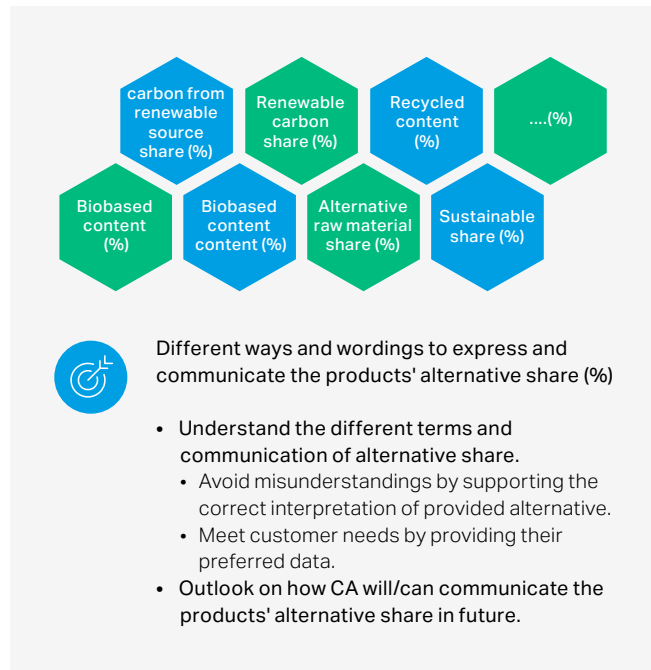 carbon from
renewable
source
share (%)
Renewable
carbon
share (%)
Recycled
content
(%)
....(%)
Biobased
content
(%)
Biobased
content
content (%)
Alternative
raw material
share (%)
Sustainable
share (%)
Different ways and wordings to express and
communicate the products' alternative share (%)
• Understand the different terms and
communication of alternative share.
• Avoid misunderstandings by supporting the
correct interpretation of provided alternative.
• Meet customer needs by providing their
preferred data.
• Outlook on how CA will/can communicate the
products' alternative share in future.